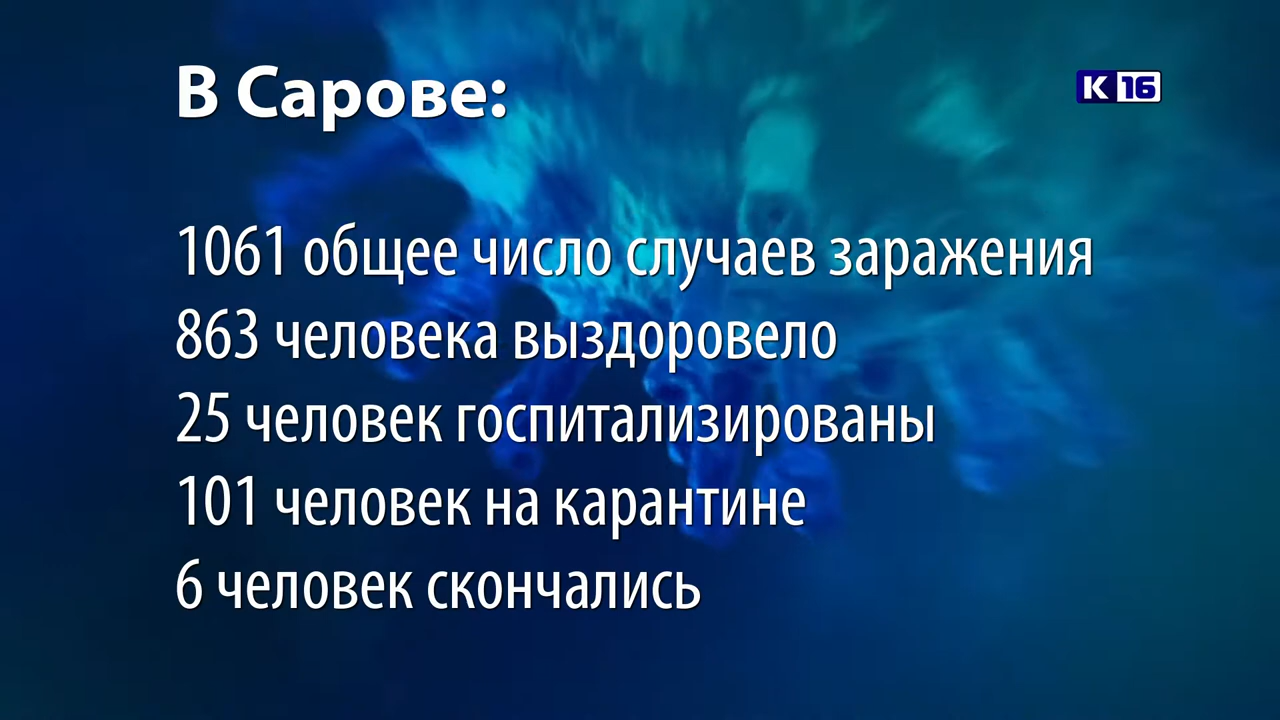 В Сарове:
К 16
1061 общее число случаев заражения
863 человека выздоровело
25 человек госпитализированы
101 человек на карантине
6 человек скончались